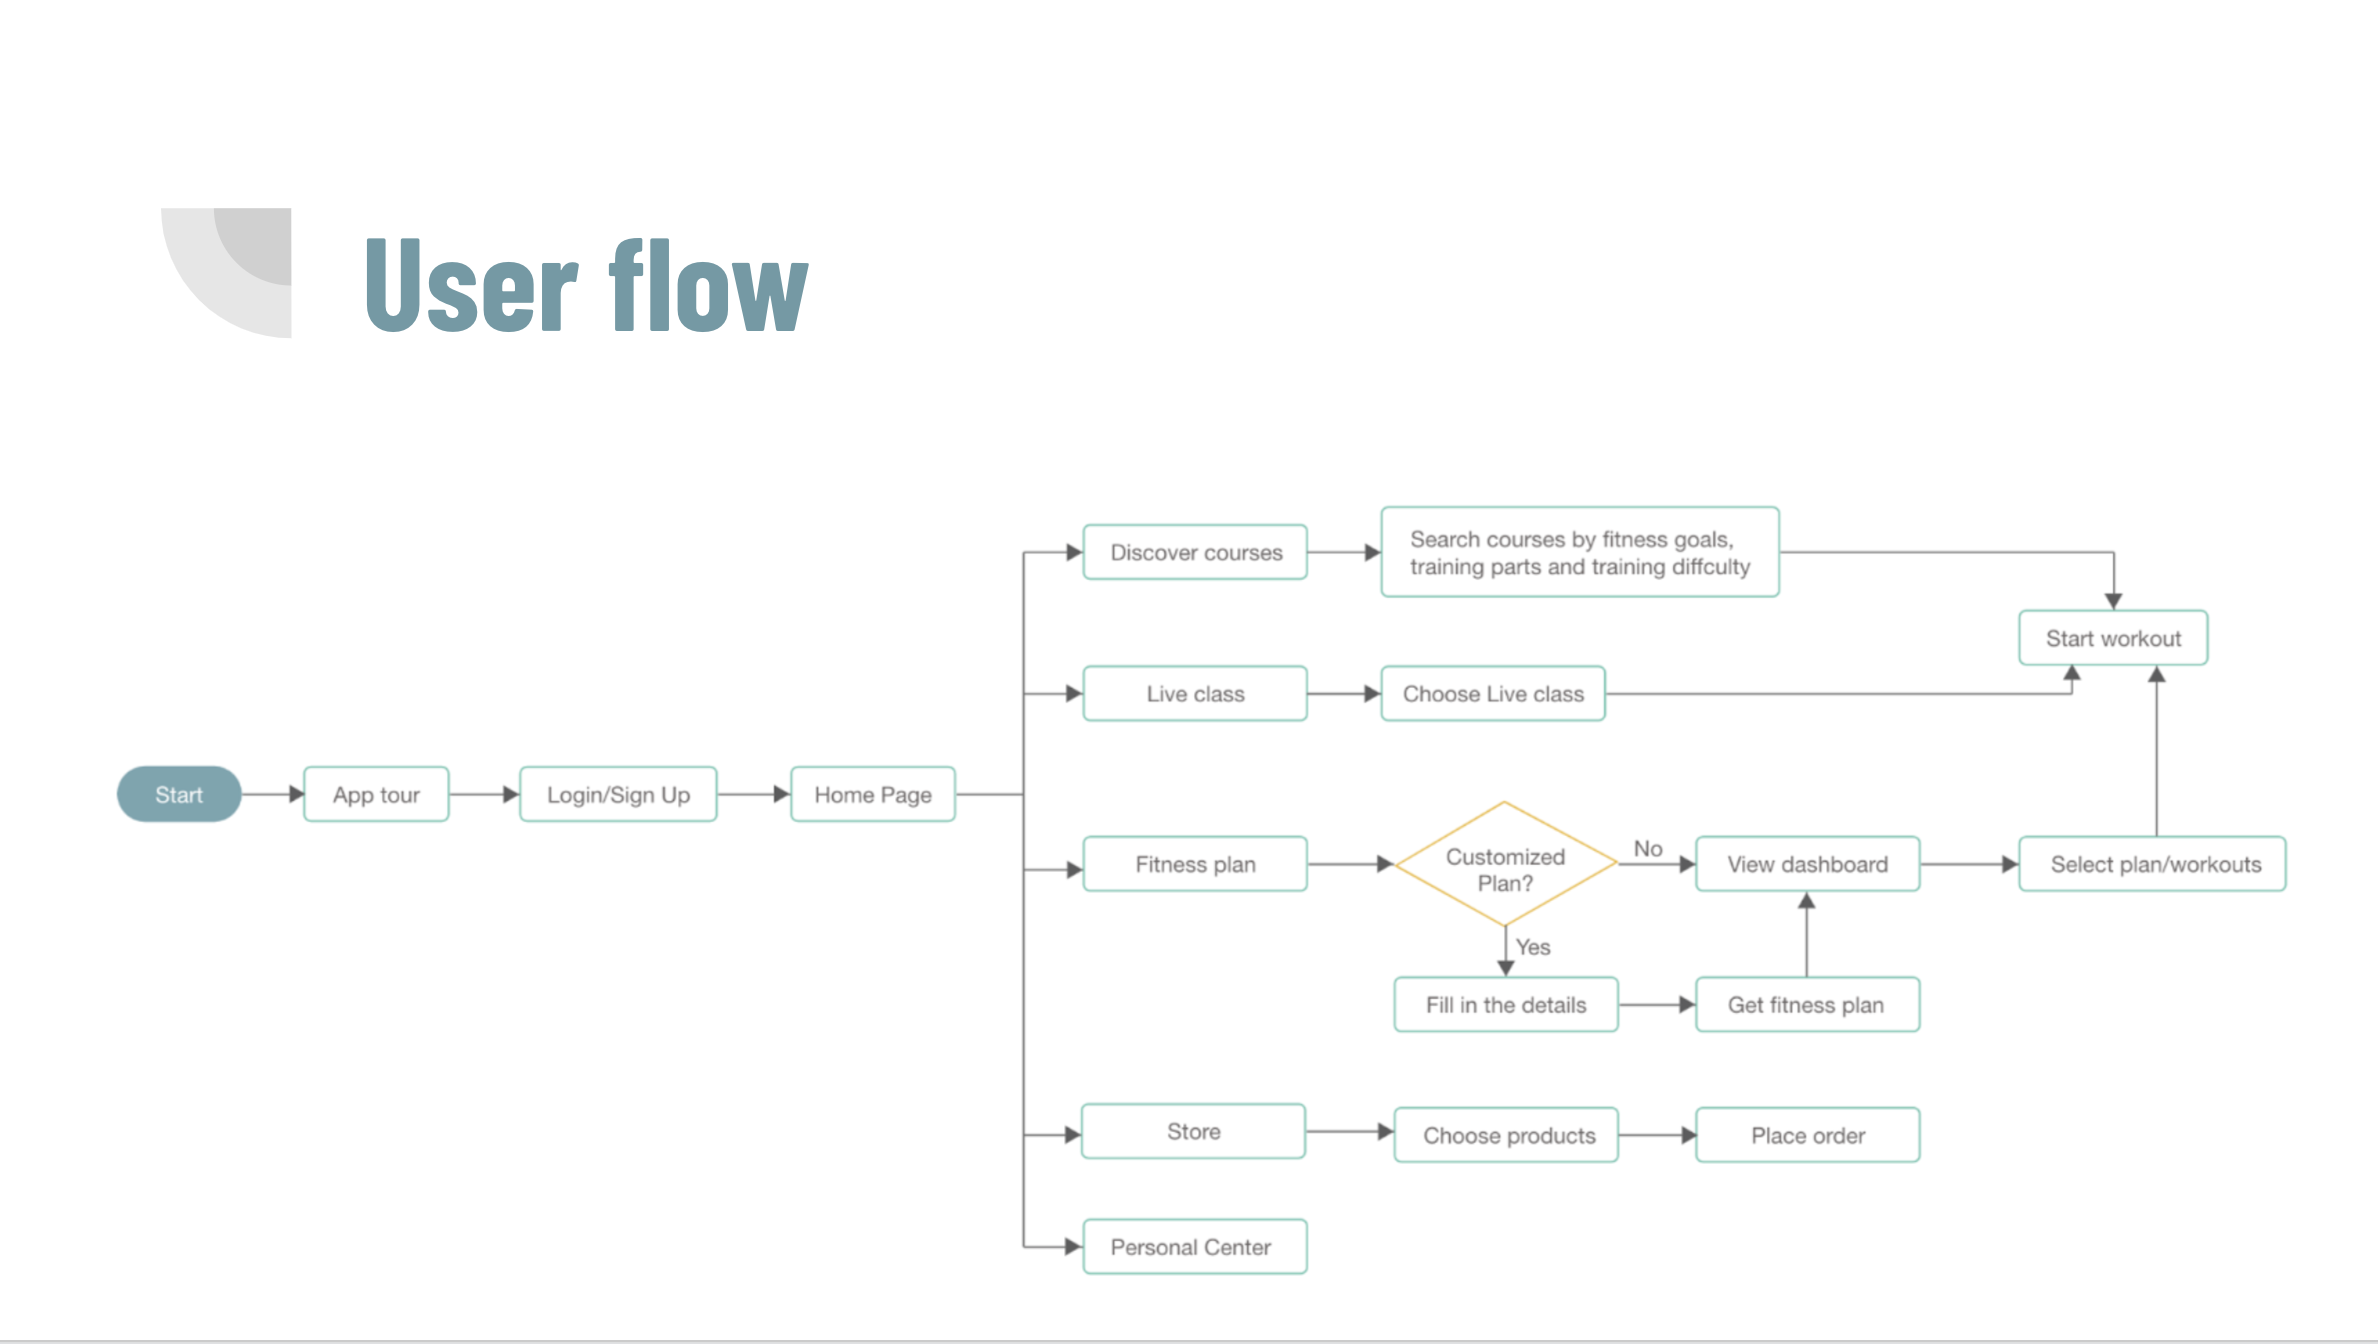 User flow
Discover courses
Search courses by fitness goals,
training parts and training diffculty
Start workout
Live class
Choose Live class
Start
App tour
Login/Sign Up
Home Page
Fitness plan
Customized
Plan?
No
View dashboard
Select plan/workouts
Yes
Fill in the details
Get fitness plan
Store
Choose products
Place order
Personal Center